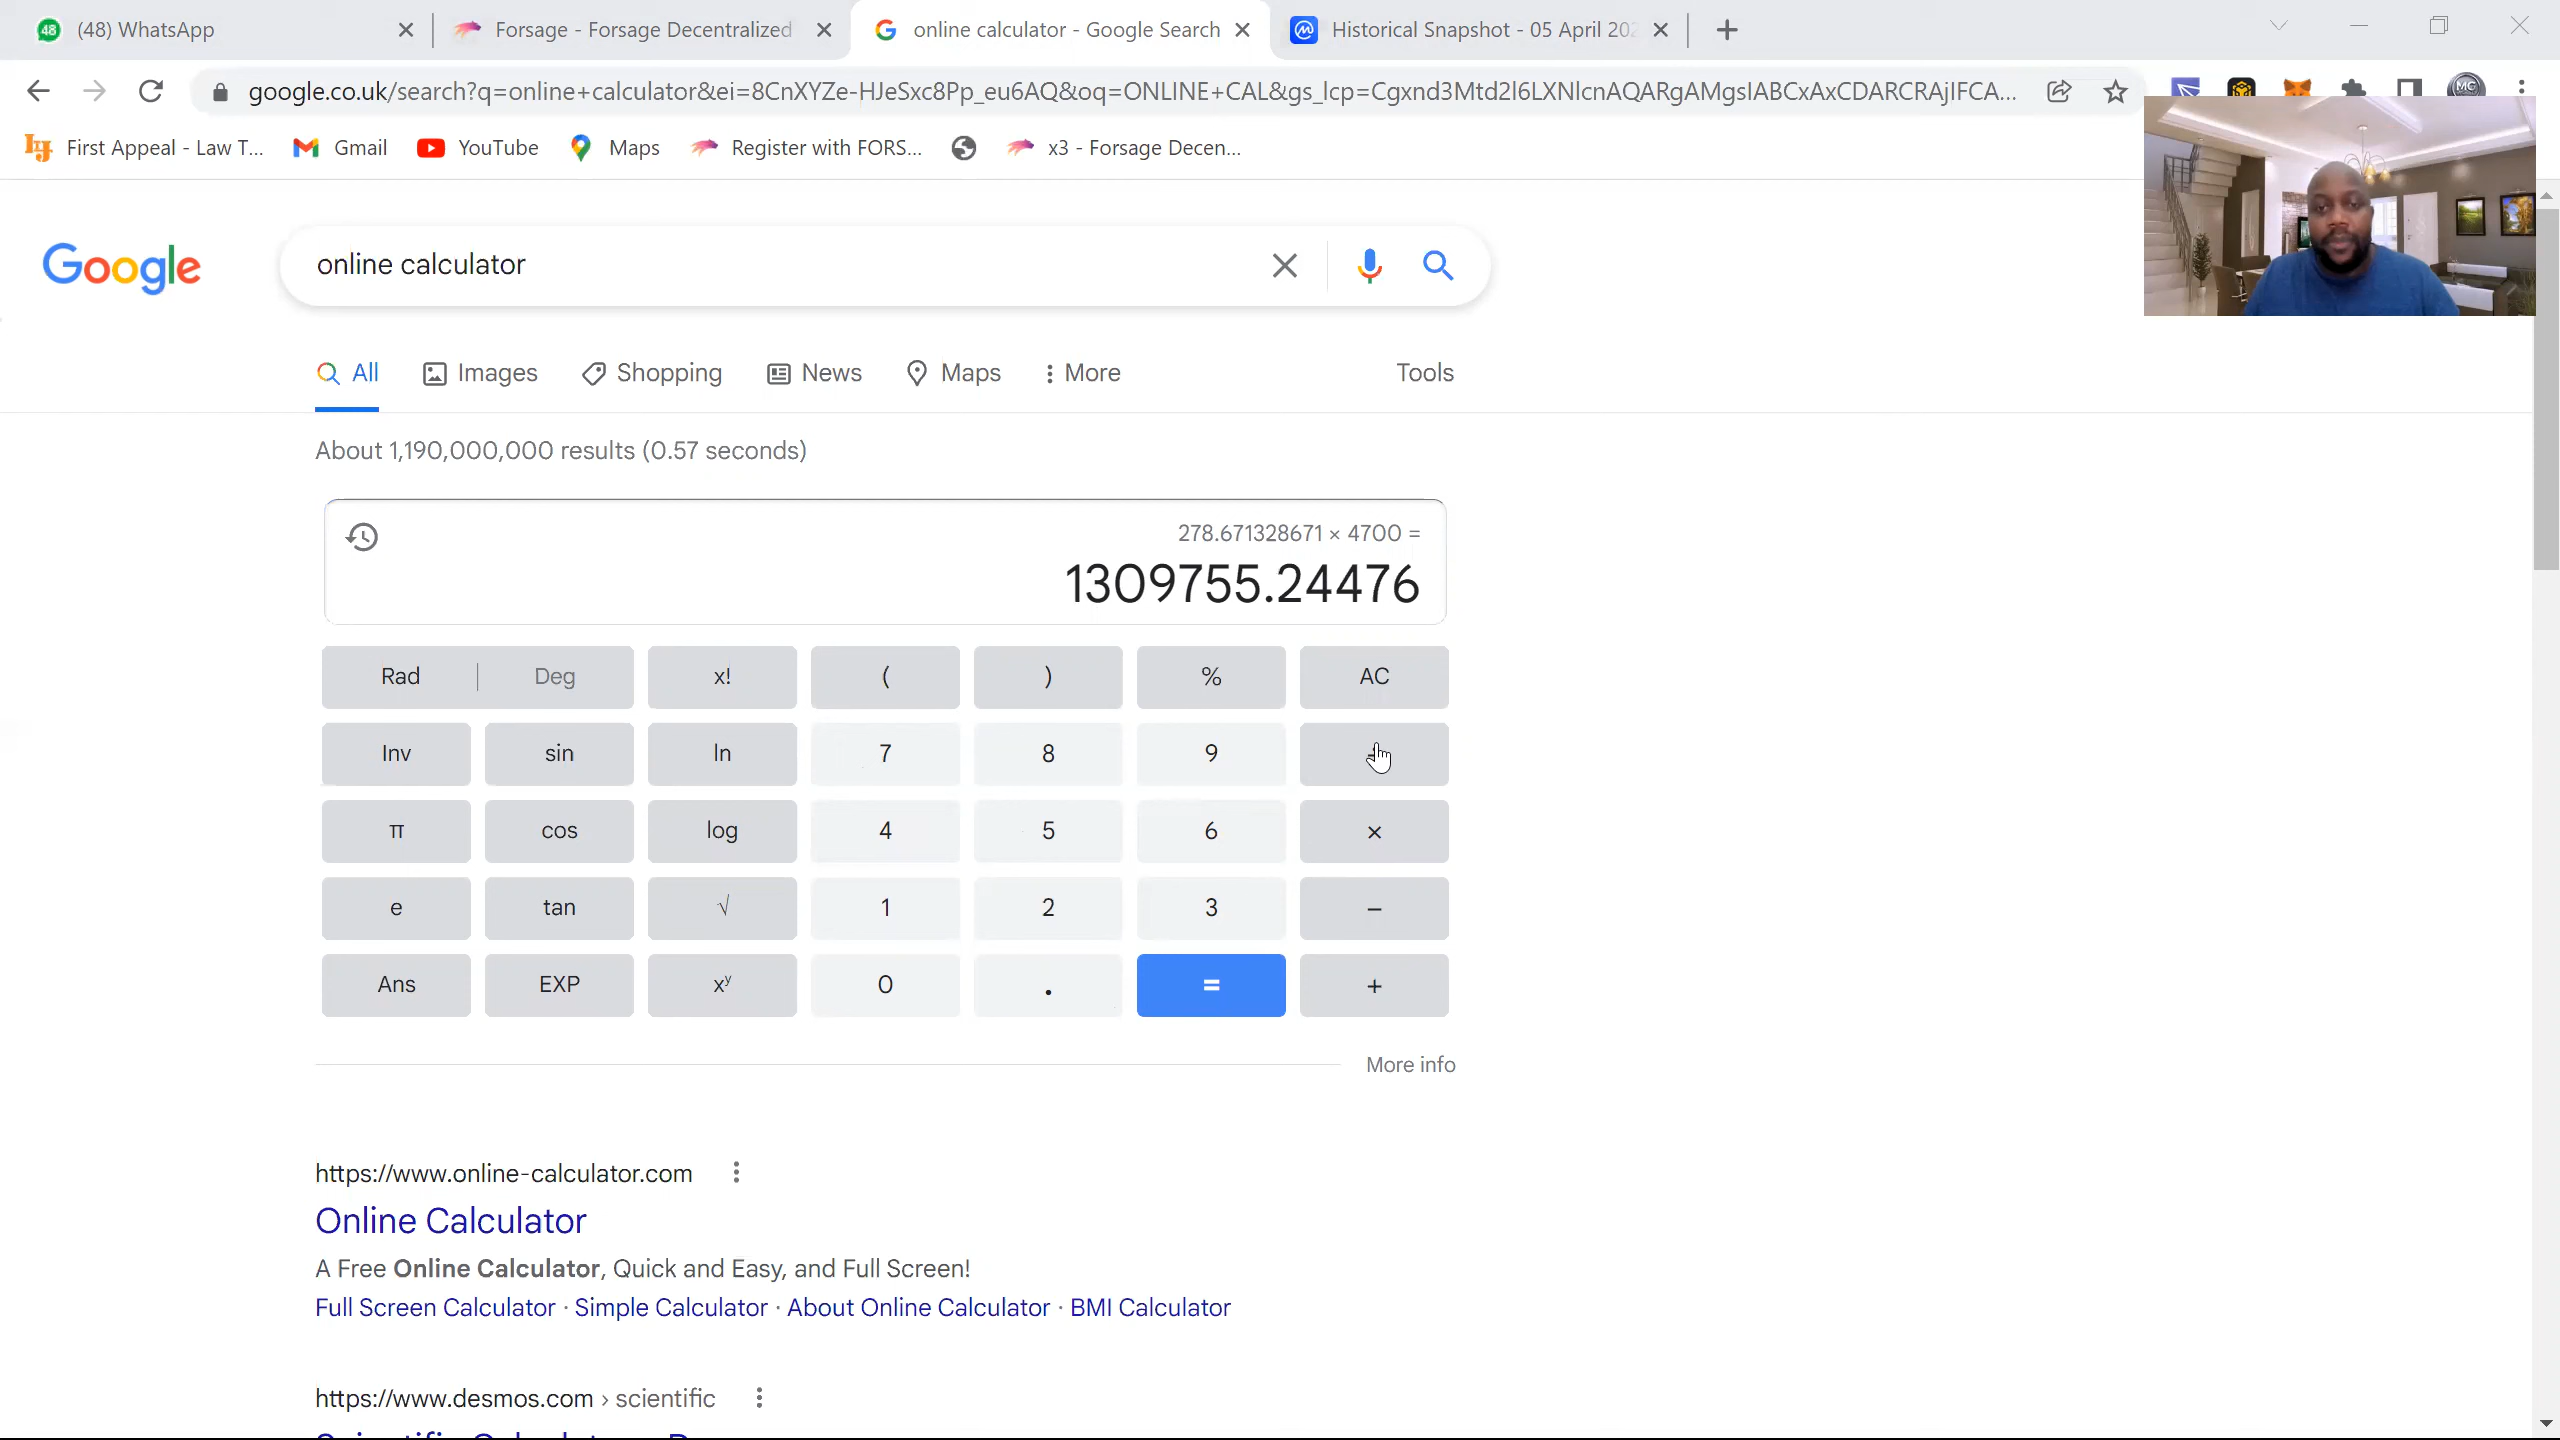 48 (48) WhatsApp
Forsage - Forsage Decentralized
online calculator - Google Search
Historical Snapshot - 05 April 202
google.co.uk/search?q=online+calculator&ei=8CnXYZe-HJeSxc8Pp_eu6AQ&oq=ONLINE+CAL&gs_lcp=Cgxnd3Mtd2l6LXNlcnAQARgAMgsIABCxAxCDARCRAjIFCA...
MC
First Appeal - Law T...
Gmail
YouTube
Maps
Register with FORS...
x3 - Forsage Decen...
Google
online calculator
All
Images
Shopping
News
Maps
More
Tools
About 1,190,000,000 results (0.57 seconds)
278.671328671 × 4700 =
1309755.24476
Rad | Deg x! ( ) % AC
Inv sin ln 7 8 9
π cos log 4 5 6 ×
e tan √ 1 2 3 −
Ans EXP xʸ 0 . = +
More info
https://www.online-calculator.com
Online Calculator
A Free Online Calculator, Quick and Easy, and Full Screen!
Full Screen Calculator · Simple Calculator · About Online Calculator · BMI Calculator
https://www.desmos.com › scientific